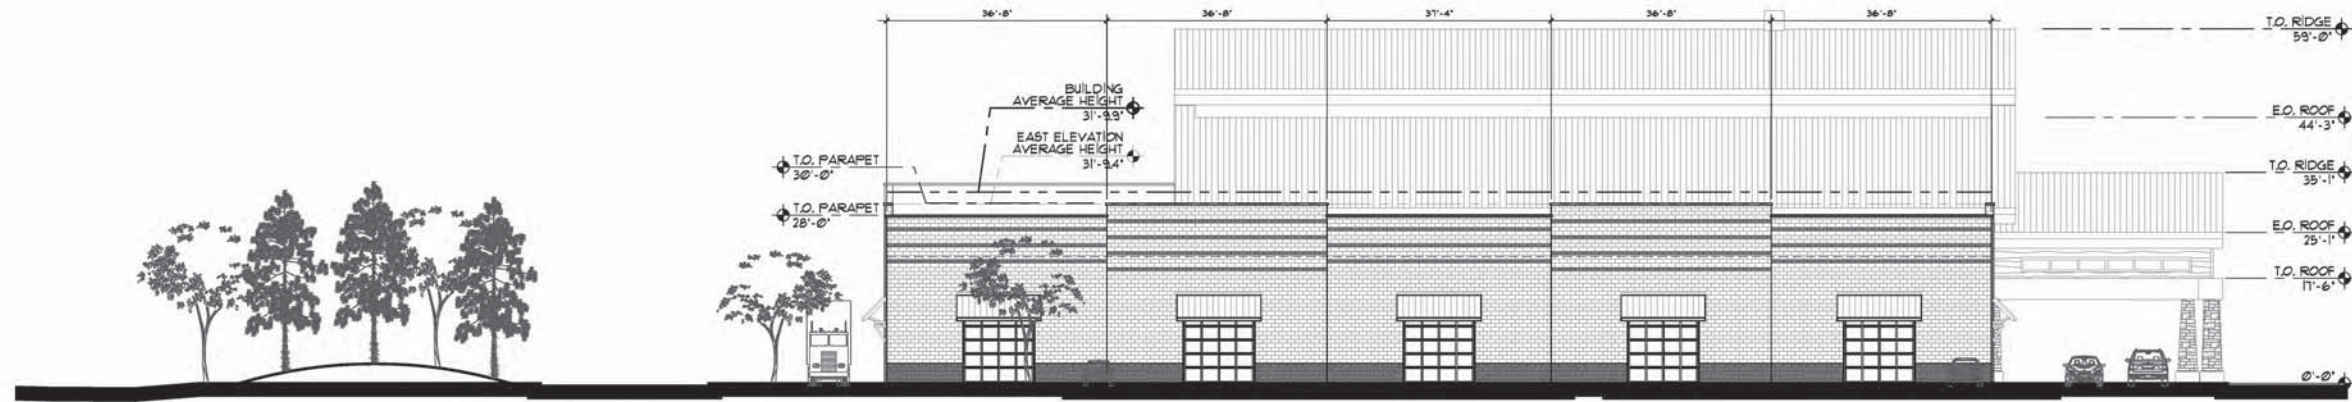 36'-8"
36'-8"
37'-4"
36'-8"
36'-8"
T.O. RIDGE
59'-0"
BUILDING
AVERAGE HEIGHT
31'-9.9"
E.O. ROOF
44'-3"
EAST ELEVATION
AVERAGE HEIGHT
31'-9.4"
T.O. PARAPET
30'-0"
T.O. RIDGE
35'-1"
T.O. PARAPET
28'-0"
E.O. ROOF
25'-1"
T.O. ROOF
17'-6"
0'-0"